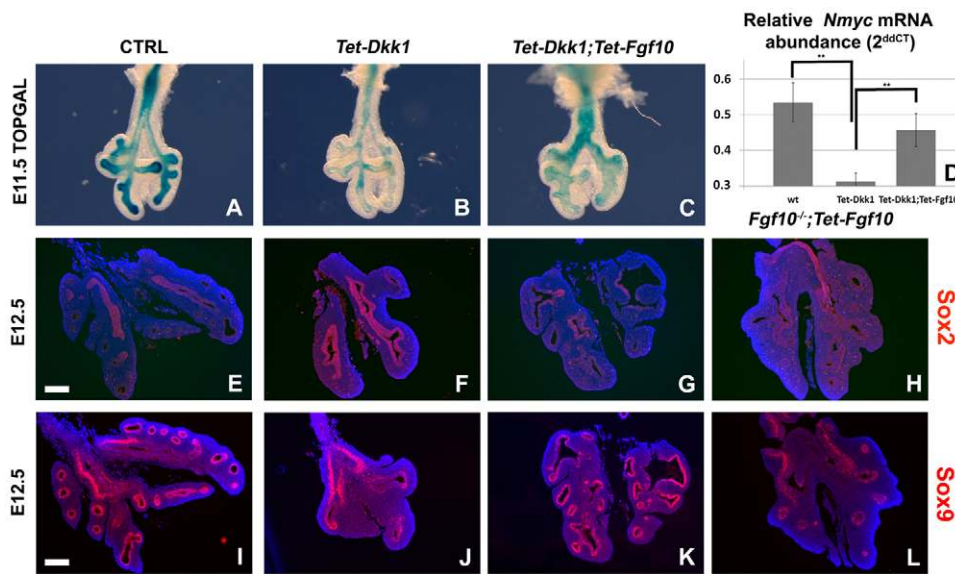 CTRL
Tet-Dkk1
Tet-Dkk1;Tet-Fgf10
Relative Nmyc mRNA
abundance (2ddCT)
E11.5 TOPGAL
A
B
C
D
0.6
0.5
0.4
0.3
**
**
wt
Tet-Dkk1
Tet-Dkk1;Tet-Fgf10
Fgf10-/-;Tet-Fgf10
E12.5
E
F
G
H
Sox2
E12.5
I
J
K
L
Sox9